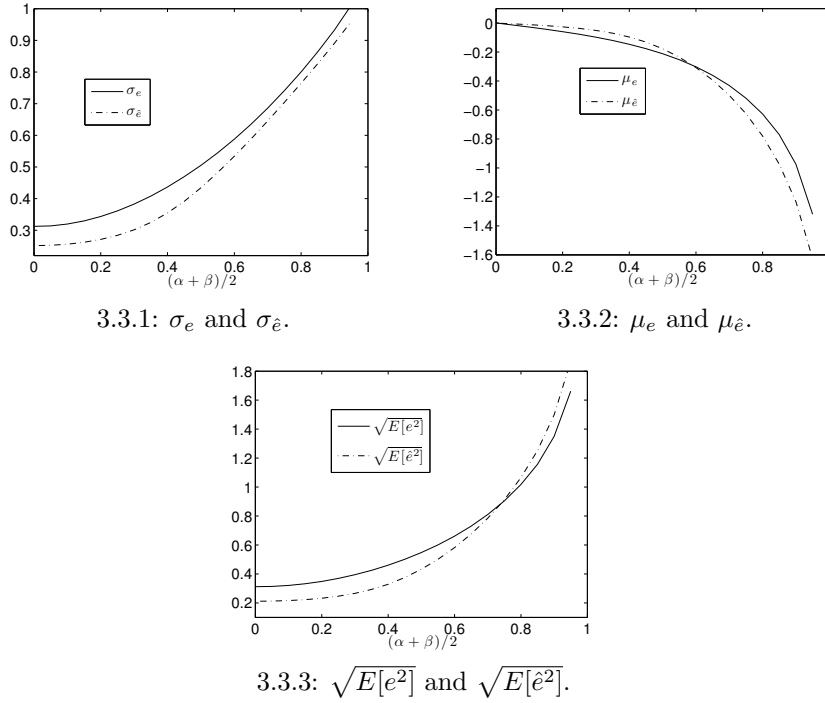 1
0.9
0.8
0.7
0.6
0.5
0.4
0.3
0 0.2 0.4 0.6 0.8 1
(α + β)/2
σ_e
σ_ê
3.3.1: σ_e and σ_ê.
0
−0.2
−0.4
−0.6
−0.8
−1
−1.2
−1.4
−1.6
0 0.2 0.4 0.6 0.8
(α + β)/2
μ_e
μ_ê
3.3.2: μ_e and μ_ê.
1.8
1.6
1.4
1.2
1
0.8
0.6
0.4
0.2
0 0.2 0.4 0.6 0.8 1
(α + β)/2
√E[e²]
√E[ê²]
3.3.3: √E[e²] and √E[ê²].